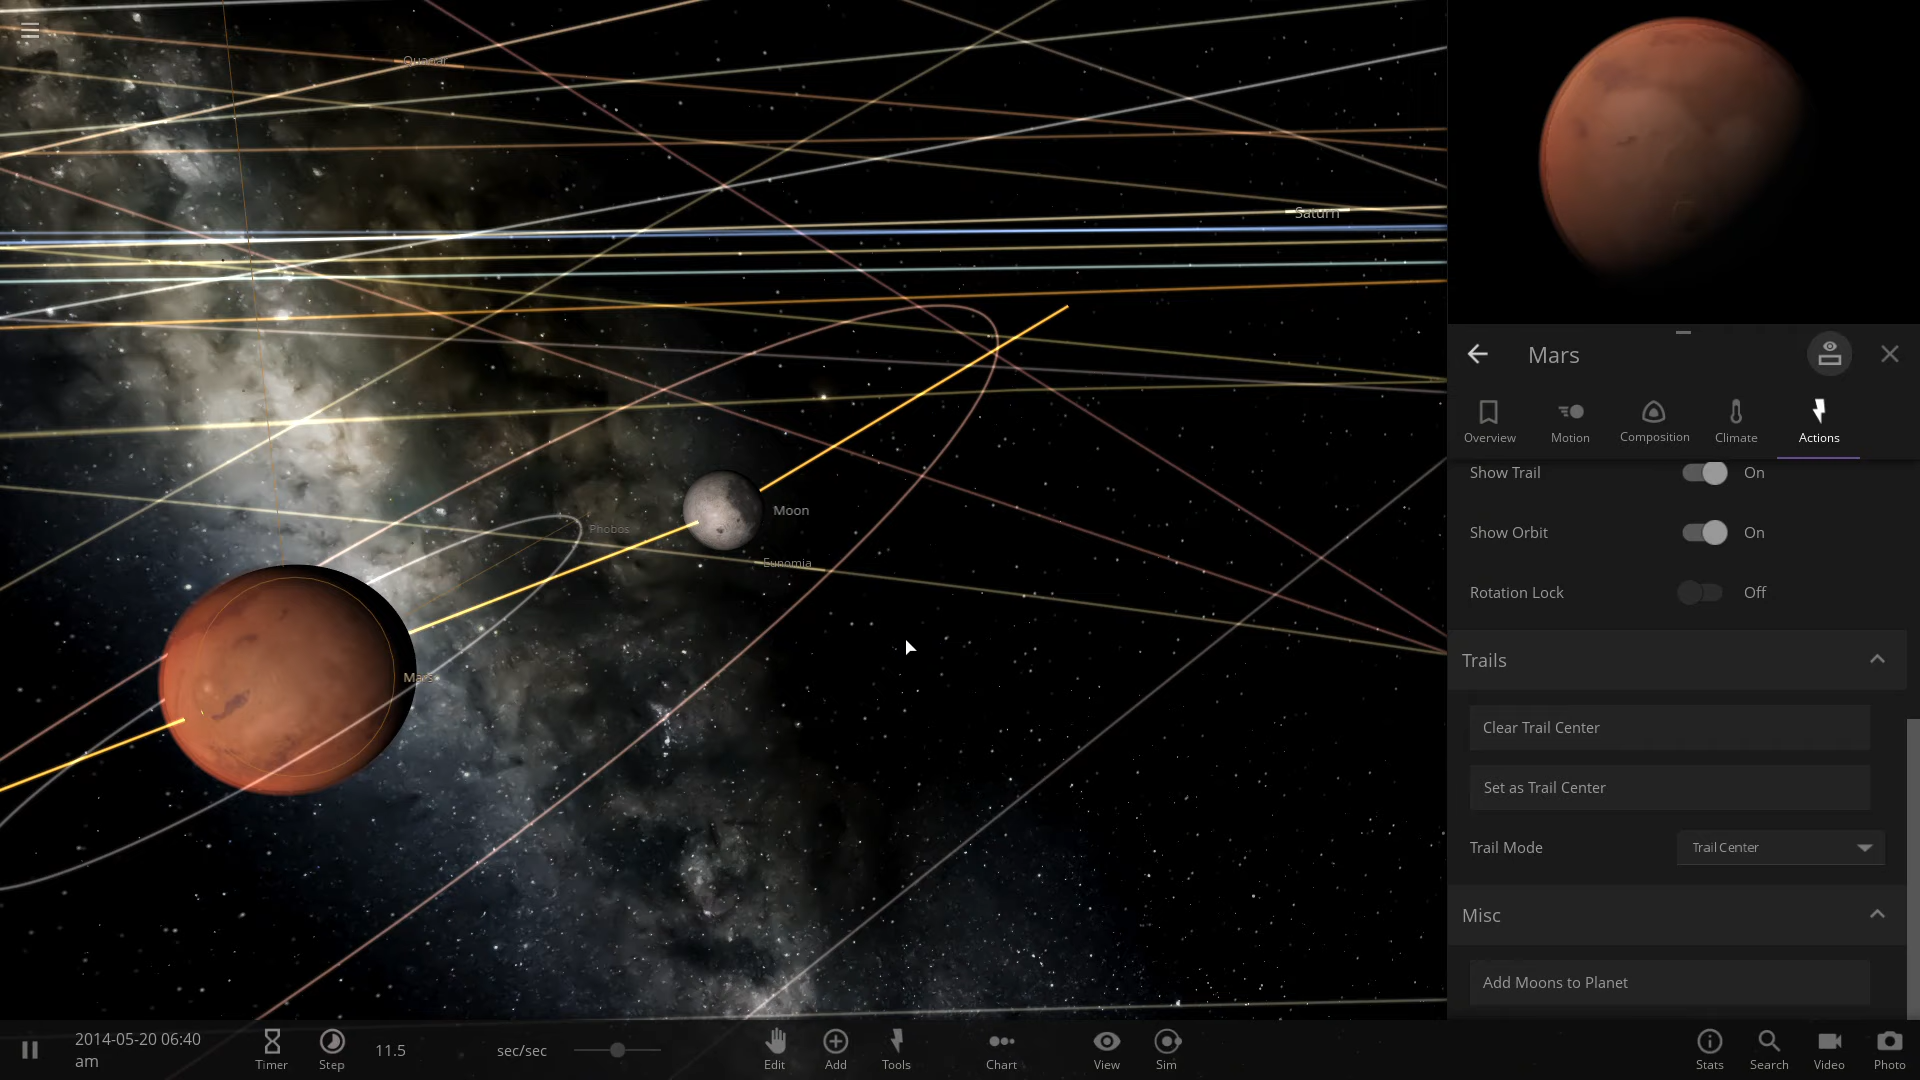 Quaoar
Saturn
Moon
Phobos
Eunomia
Mars
Mars
Overview
Motion
Composition
Climate
Actions
Show Trail
On
Show Orbit
On
Rotation Lock
Off
Trails
Clear Trail Center
Set as Trail Center
Trail Mode
Trail Center
Misc
Add Moons to Planet
2014-05-20 06:40
am
Timer
Step
11.5
sec/sec
Edit
Add
Tools
Chart
View
Sim
Stats
Search
Video
Photo